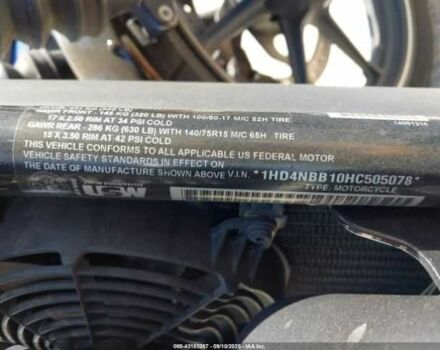 GAWR FRONT - 145 KG (320 LB) WITH 100/80-17 M/C 52H TIRE
17 X 2.50 RIM AT 34 PSI COLD
GAWR REAR - 286 KG (630 LB) WITH 140/75R15 M/C 65H TIRE
15 X 3.50 RIM AT 42 PSI COLD
THIS VEHICLE CONFORMS TO ALL APPLICABLE US FEDERAL MOTOR
VEHICLE SAFETY STANDARDS IN EFFECT ON
THE DATE OF MANUFACTURE SHOWN ABOVE V.I.N. *1HD4NBB10HC505078*
TYPE: MOTORCYCLE
086-43183287 09/10/2025 IAA Inc.